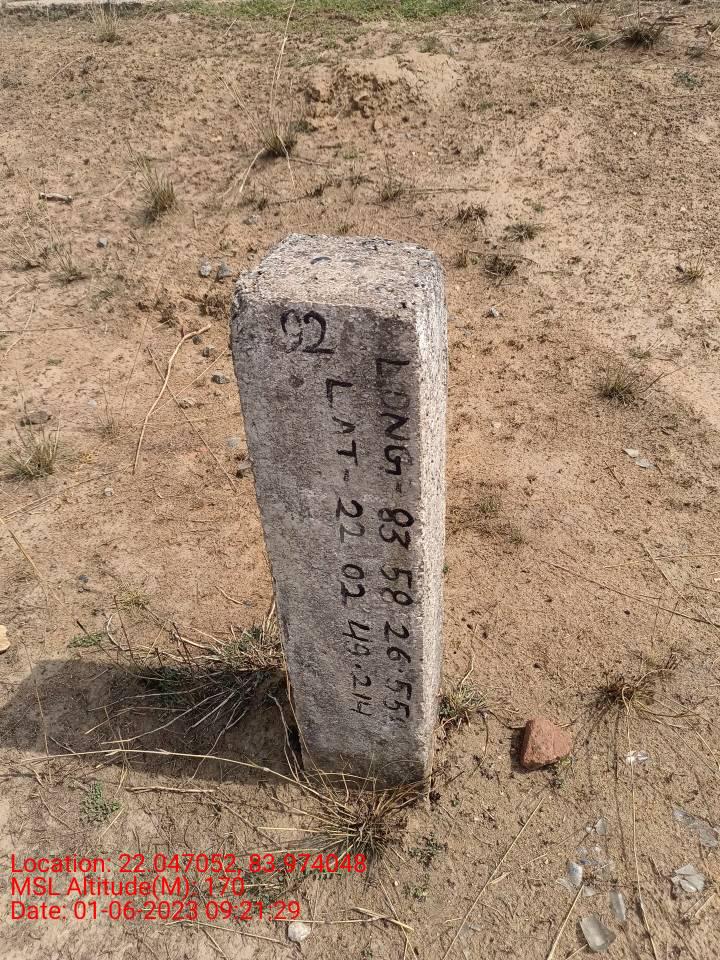 92
LONG- 83 58 26.55"
LAT- 22 02 49.214
Location: 22.047052, 83.974048
MSL Altitude(M): 170
Date: 01-06-2023 09:21:29